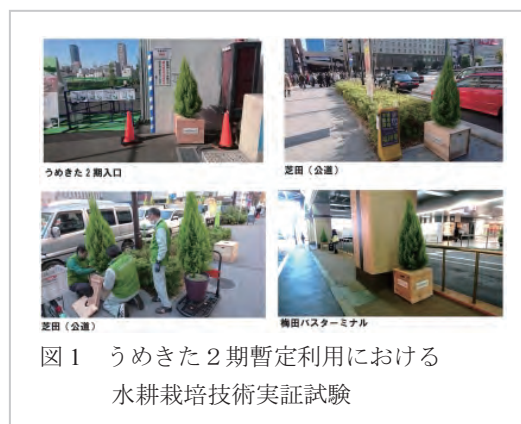 うめきた2期入口
芝田（公道）
芝田（公道）
梅田バスターミナル
図1 うめきた2期暫定利用における
水耕栽培技術実証試験